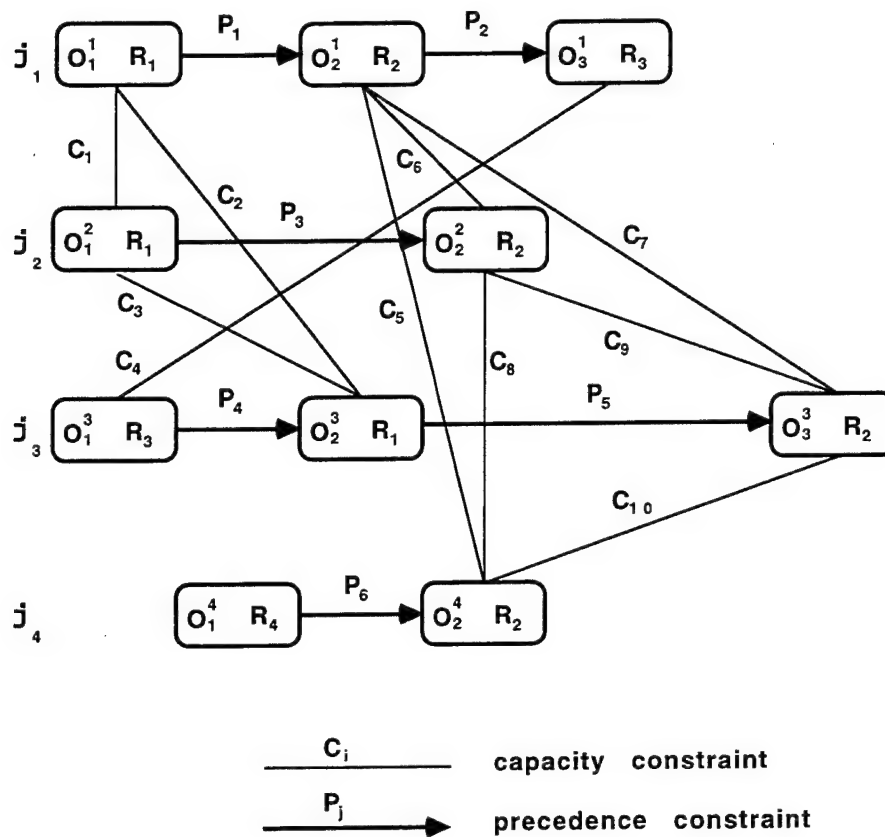 P₁ P₂
j₁ O₁¹ R₁ O₂¹ R₂ O₃¹ R₃
C₁ C₂ C₆
P₃ C₇
j₂ O₁² R₁ O₂² R₂
C₃ C₅ C₉
C₄ C₈
P₄ P₅
j₃ O₁³ R₃ O₂³ R₁ O₃³ R₂
C₁₀
P₆
j₄ O₁⁴ R₄ O₂⁴ R₂
Cᵢ capacity constraint
Pⱼ precedence constraint